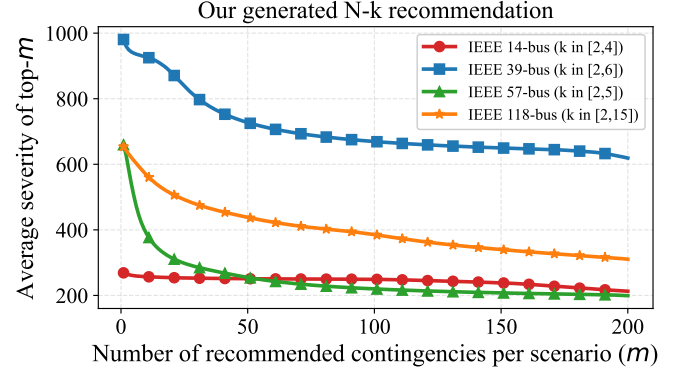 Our generated N-k recommendation
Average severity of top-m
1000
800
600
400
200
IEEE 14-bus (k in [2,4])
IEEE 39-bus (k in [2,6])
IEEE 57-bus (k in [2,5])
IEEE 118-bus (k in [2,15])
0 50 100 150 200
Number of recommended contingencies per scenario (m)